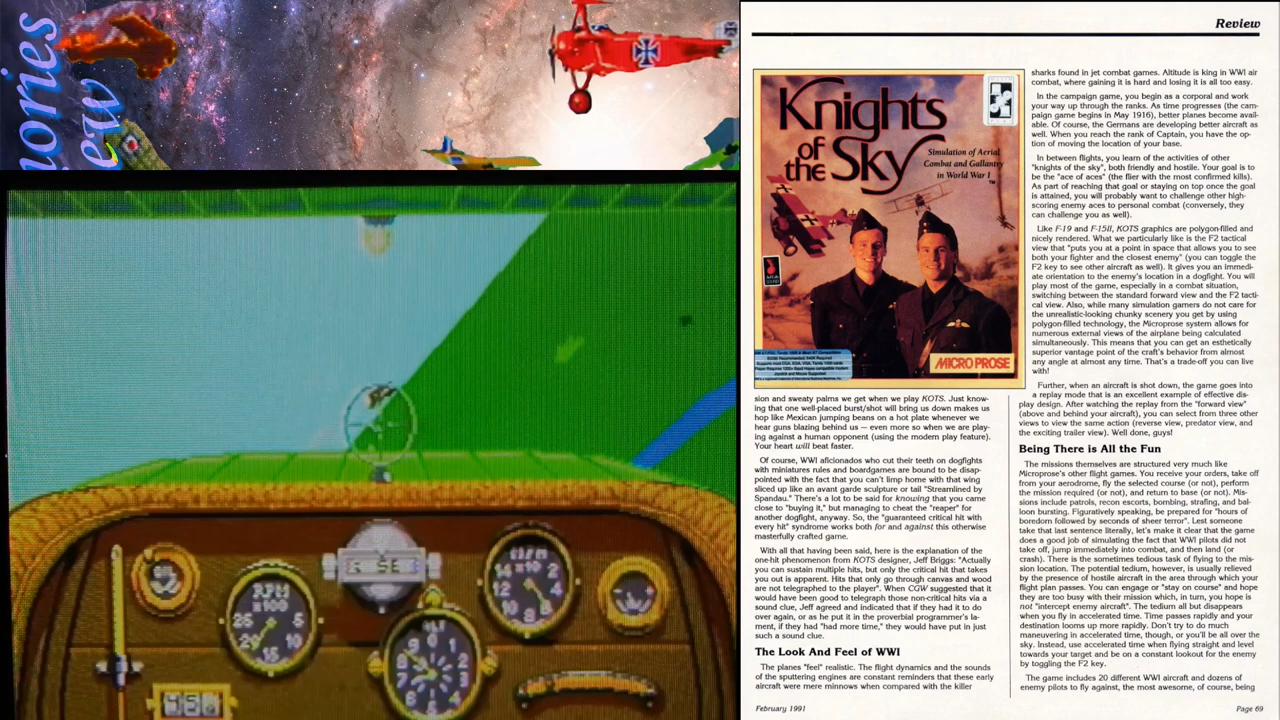 onies
ew
Review
Knights
of
the Sky
Simulation of Aerial
Combat and Gallantry
in World War I
TM
MICRO PROSE
sion and sweaty palms we get when we play KOTS. Just know-
ing that one well-placed burst/shot will bring us down makes us
hop like Mexican jumping beans on a hot plate whenever we
hear guns blazing behind us — even more so when we are play-
ing against a human opponent (using the modem play feature).
Your heart will beat faster.
Of course, WWI aficionados who cut their teeth on dogfights
with miniatures rules and boardgames are bound to be disap-
pointed with the fact that you can't limp home with that wing
sliced up like an avant garde sculpture or tail "Streamlined by
Spandau." There's a lot to be said for knowing that you came
close to "buying it," but managing to cheat the "reaper" for
another dogfight, anyway. So, the "guaranteed critical hit with
every hit" syndrome works both for and against this otherwise
masterfully crafted game.
With all that having been said, here is the explanation of the
one-hit phenomenon from KOTS designer, Jeff Briggs: "Actually
you can sustain multiple hits, but only the critical hit that takes
you out is apparent. Hits that only go through canvas and wood
are not telegraphed to the player". When CGW suggested that it
would have been good to telegraph those non-critical hits via a
sound clue, Jeff agreed and indicated that if they had it to do
over again, or as he put it in the proverbial programmer's la-
ment, if they had "had more time," they would have put in just
such a sound clue.
The Look And Feel of WWI
The planes "feel" realistic. The flight dynamics and the sounds
of the sputtering engines are constant reminders that these early
aircraft were mere minnows when compared with the killer
sharks found in jet combat games. Altitude is king in WWI air
combat, where gaining it is hard and losing it is all too easy.
In the campaign game, you begin as a corporal and work
your way up through the ranks. As time progresses (the cam-
paign game begins in May 1916), better planes become avail-
able. Of course, the Germans are developing better aircraft as
well. When you reach the rank of Captain, you have the op-
tion of moving the location of your base.
In between flights, you learn of the activities of other
"knights of the sky", both friendly and hostile. Your goal is to
be the "ace of aces" (the flier with the most confirmed kills).
As part of reaching that goal or staying on top once the goal
is attained, you will probably want to challenge other high-
scoring enemy aces to personal combat (conversely, they
can challenge you as well).
Like F-19 and F-15II, KOTS graphics are polygon-filled and
nicely rendered. What we particularly like is the F2 tactical
view that "puts you at a point in space that allows you to see
both your fighter and the closest enemy" (you can toggle the
F2 key to see other aircraft as well). It gives you an immedi-
ate orientation to the enemy's location in a dogfight. You will
play most of the game, especially in a combat situation,
switching between the standard forward view and the F2 tacti-
cal view. Also, while many simulation gamers do not care for
the unrealistic-looking chunky scenery you get by using
polygon-filled technology, the Microprose system allows for
numerous external views of the airplane being calculated
simultaneously. This means that you can get an esthetically
superior vantage point of the craft's behavior from almost
any angle at almost any time. That's a trade-off you can live
with!
Further, when an aircraft is shot down, the game goes into
a replay mode that is an excellent example of effective dis-
play design. After watching the replay from the "forward view"
(above and behind your aircraft), you can select from three other
views to view the same action (reverse view, predator view, and
the exciting trailer view). Well done, guys!
Being There is All the Fun
The missions themselves are structured very much like
Microprose's other flight games. You receive your orders, take off
from your aerodrome, fly the selected course (or not), perform
the mission required (or not), and return to base (or not). Mis-
sions include patrols, recon escorts, bombing, strafing, and bal-
loon busting. Figuratively speaking, be prepared for "hours of
boredom followed by seconds of sheer terror". Lest someone
take that last sentence literally, let's make it clear that the game
does a good job of simulating the fact that WWI pilots did not
take off, jump immediately into combat, and then land (or
crash). There is the sometimes tedious task of flying to the mis-
sion location. The potential tedium, however, is usually relieved
by the presence of hostile aircraft in the area through which your
flight plan passes. You can engage or "stay on course" and hope
they are too busy with their mission which, in turn, you hope is
not "intercept enemy aircraft". The tedium all but disappears
when you fly in accelerated time. Time passes rapidly and your
destination looms up more rapidly. Don't try to do much
maneuvering in accelerated time, though, or you'll be all over the
sky. Instead, use accelerated time when flying straight and level
towards your target and be on a constant lookout for the enemy
by toggling the F2 key.
The game includes 20 different WWI aircraft and dozens of
enemy pilots to fly against, the most awesome, of course, being
February 1991
Page 69